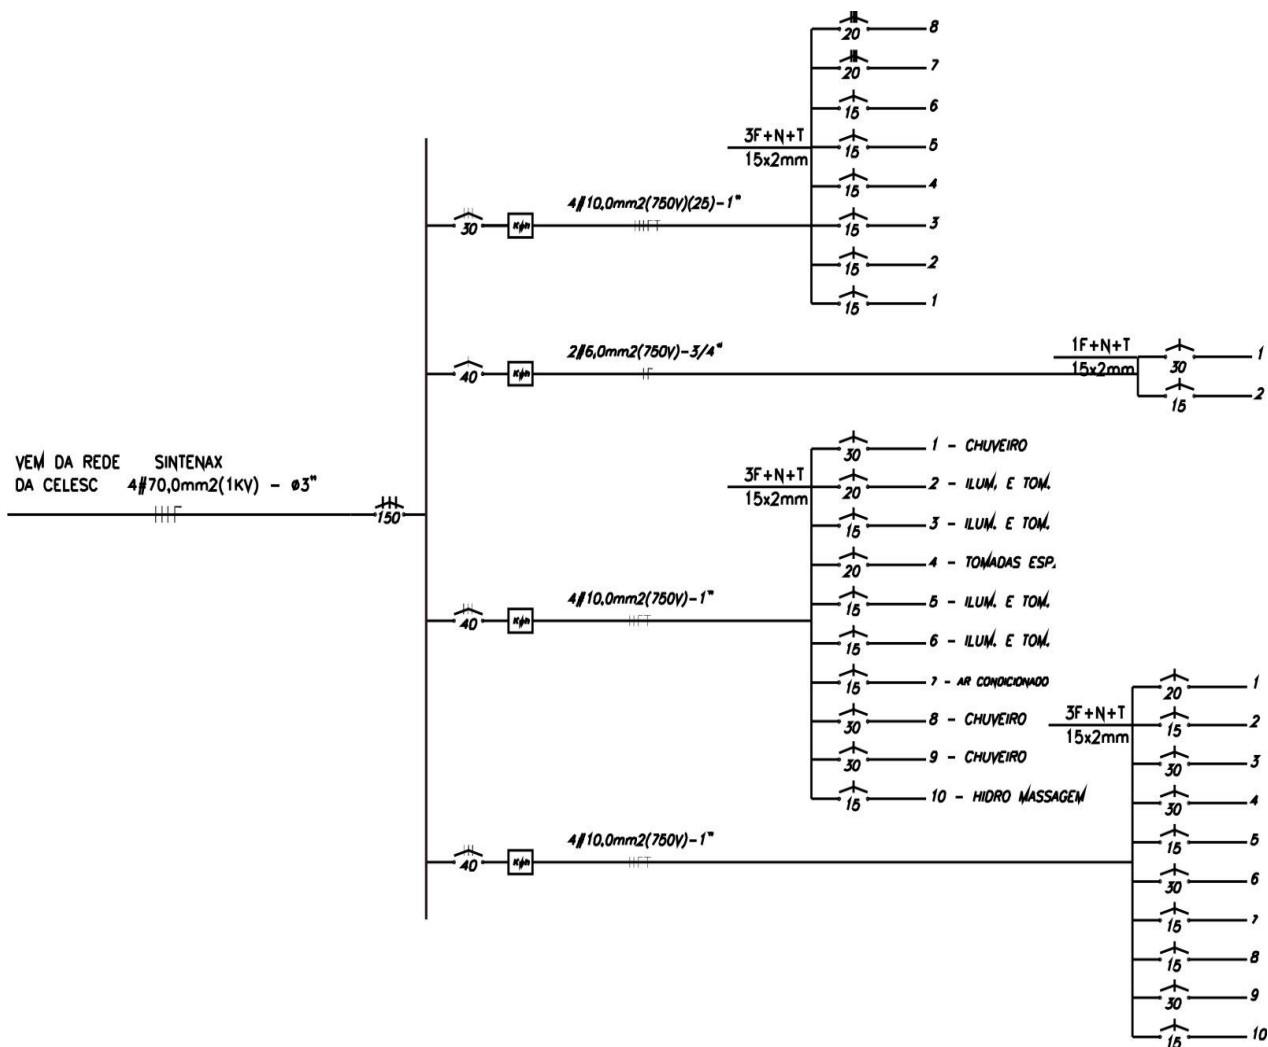 20 8
20 7
15 6
3F+N+T
15x2mm
15 5
15 4
4#10,0mm2(750V)(25)-1"
30 Kwh
15 3
15 2
15 1
2#6,0mm2(750V)-3/4"
40 Kwh
1F+N+T
15x2mm
30 1
15 2
VEM DA REDE SINTENAX
DA CELESC 4#70,0mm2(1KV) - ø3"
150
3F+N+T
15x2mm
30 1 - CHUVEIRO
20 2 - ILUM. E TOM.
15 3 - ILUM. E TOM.
20 4 - TOMADAS ESP.
4#10,0mm2(750V)-1"
40 Kwh
15 5 - ILUM. E TOM.
15 6 - ILUM. E TOM.
15 7 - AR CONDICIONADO
30 8 - CHUVEIRO
30 9 - CHUVEIRO
15 10 - HIDRO MASSAGEM
4#10,0mm2(750V)-1"
40 Kwh
3F+N+T
15x2mm
20 1
15 2
30 3
30 4
15 5
30 6
15 7
15 8
30 9
15 10